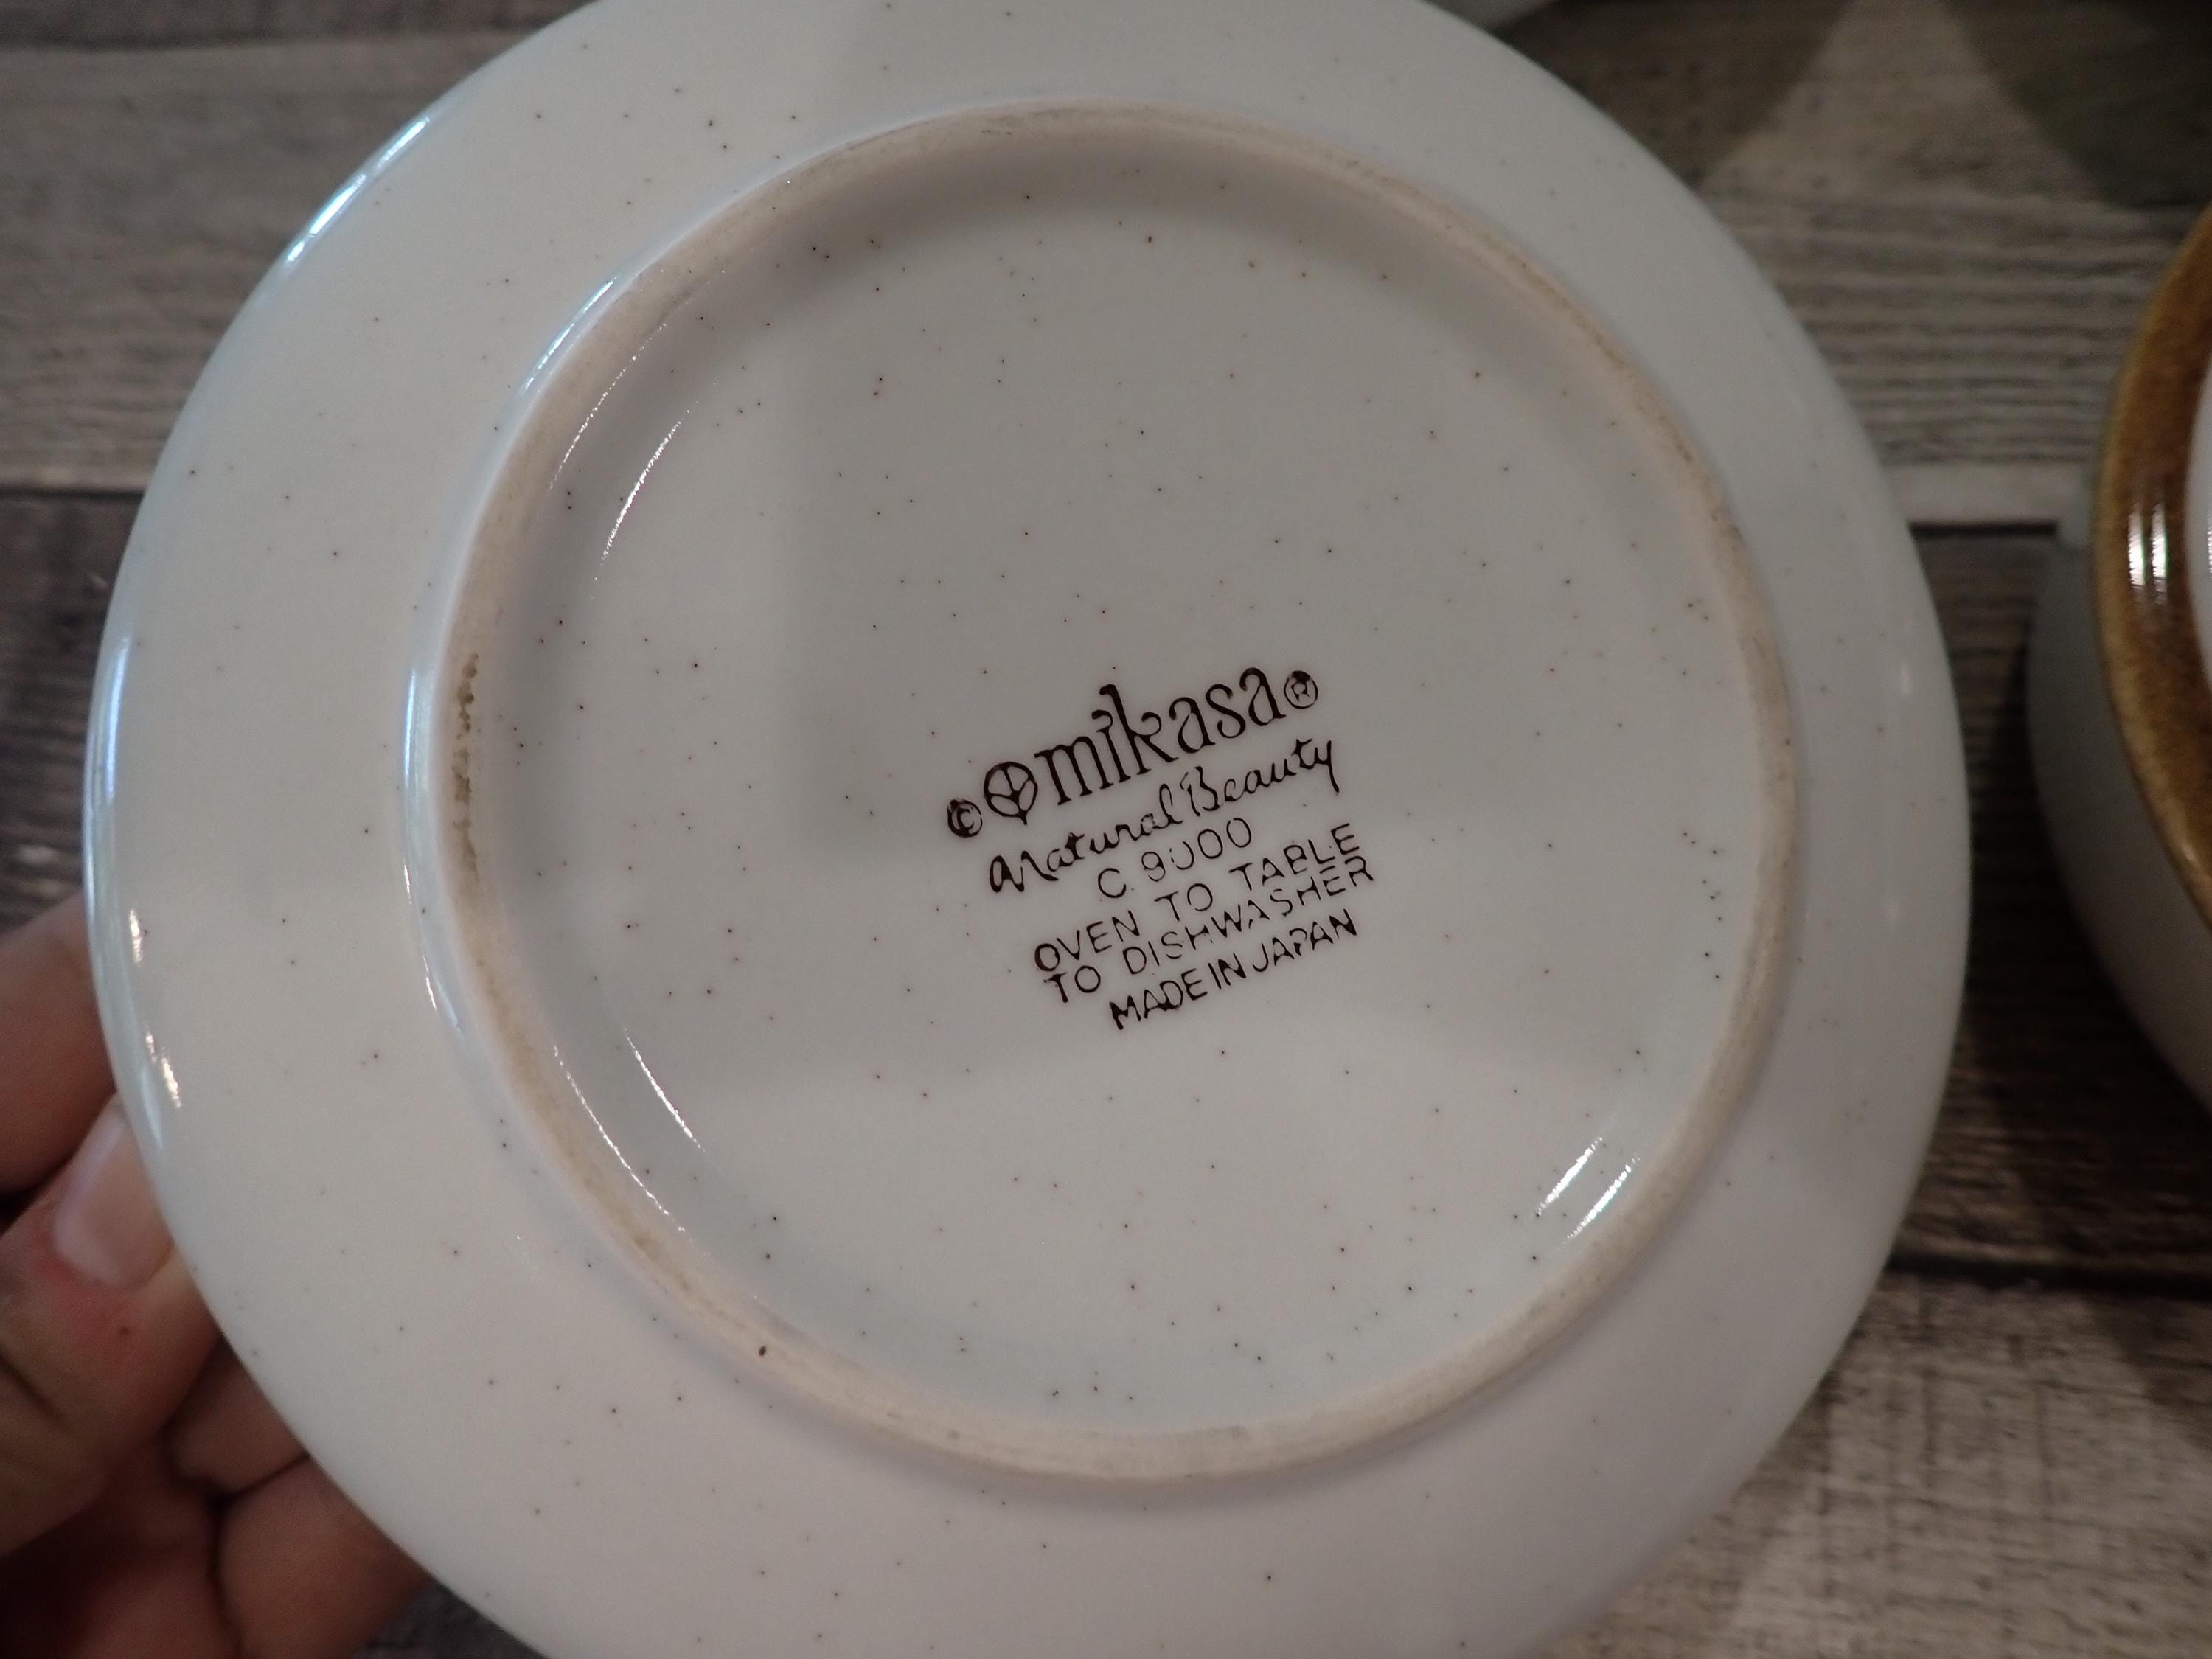 © mikasa ®
Natural Beauty
C 9000
OVEN TO TABLE
TO DISHWASHER
MADE IN JAPAN